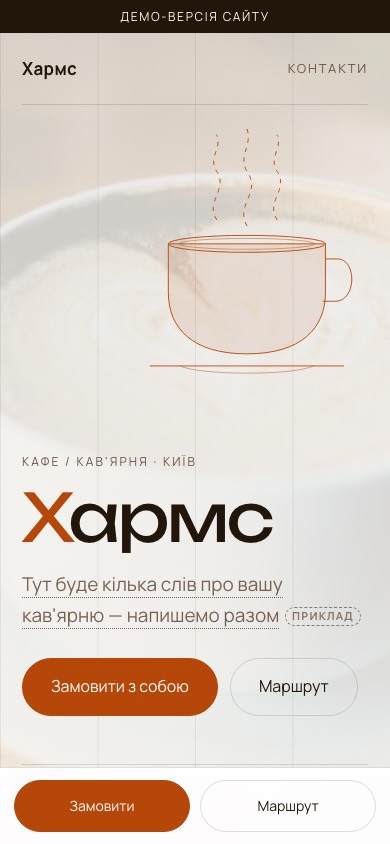 ДЕМО-ВЕРСІЯ САЙТУ
Хармс
КОНТАКТИ
КАФЕ / КАВ'ЯРНЯ · КИЇВ
Хармс
Тут буде кілька слів про вашу
кав'ярню — напишемо разом ПРИКЛАД
Замовити з собою
Маршрут
Замовити
Маршрут